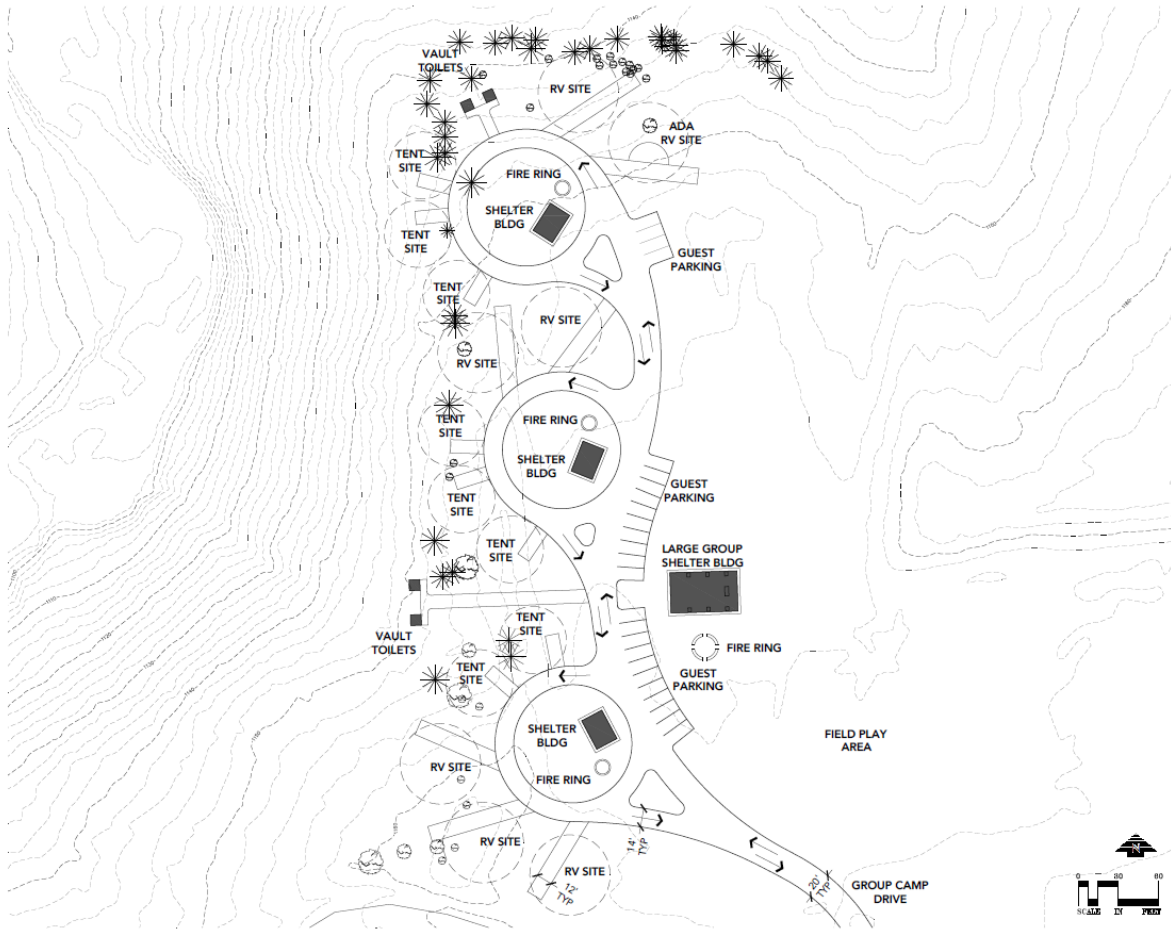 VAULT
TOILETS
RV SITE
ADA
RV SITE
TENT
SITE
FIRE RING
SHELTER
BLDG
TENT
SITE
GUEST
PARKING
TENT
SITE
RV SITE
RV SITE
FIRE RING
TENT
SITE
SHELTER
BLDG
GUEST
PARKING
TENT
SITE
TENT
SITE
LARGE GROUP
SHELTER BLDG
TENT
SITE
VAULT
TOILETS
FIRE RING
TENT
SITE
GUEST
PARKING
SHELTER
BLDG
FIELD PLAY
AREA
RV SITE
FIRE RING
RV SITE
14'
TYP
RV SITE
12'
TYP
20'
TYP
GROUP CAMP
DRIVE
N
0 30 60
SCALE IN FEET